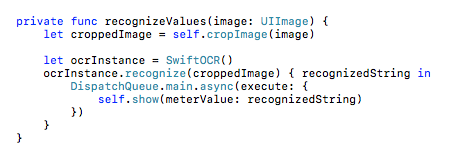 private func recognizeValues(image: UIImage) {
    let croppedImage = self.cropImage(image)

    let ocrInstance = SwiftOCR()
    ocrInstance.recognize(croppedImage) { recognizedString in
        DispatchQueue.main.async(execute: {
            self.show(meterValue: recognizedString)
        })
    }
}